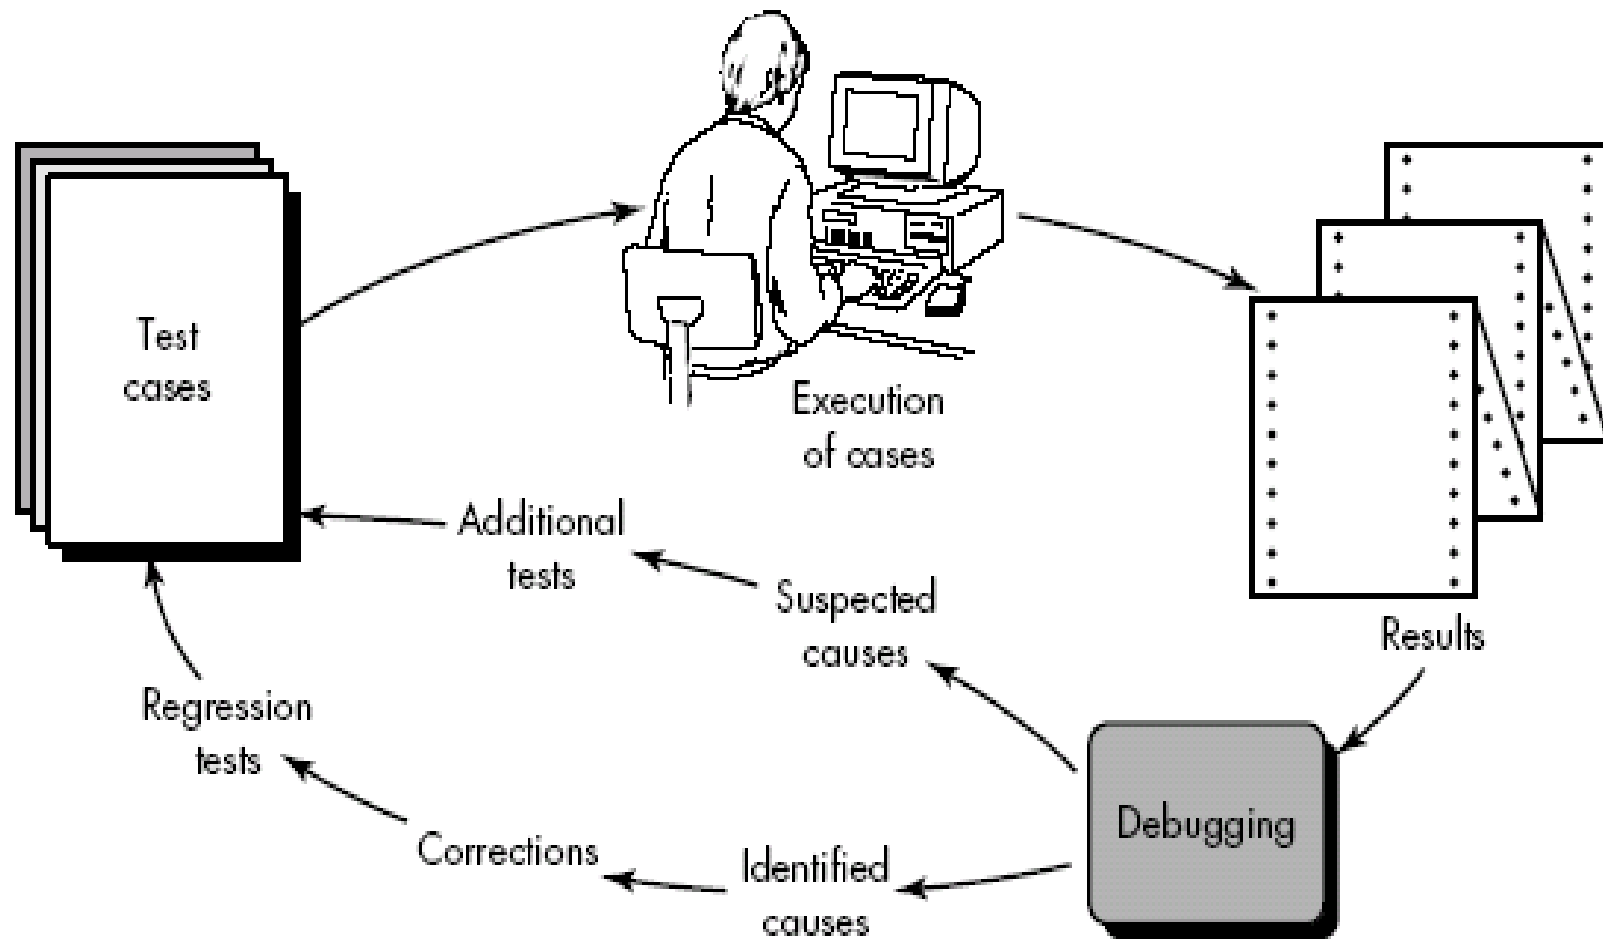 Test
cases
Execution
of cases
Additional
tests
Suspected
causes
Results
Regression
tests
Debugging
Corrections
Identified
causes